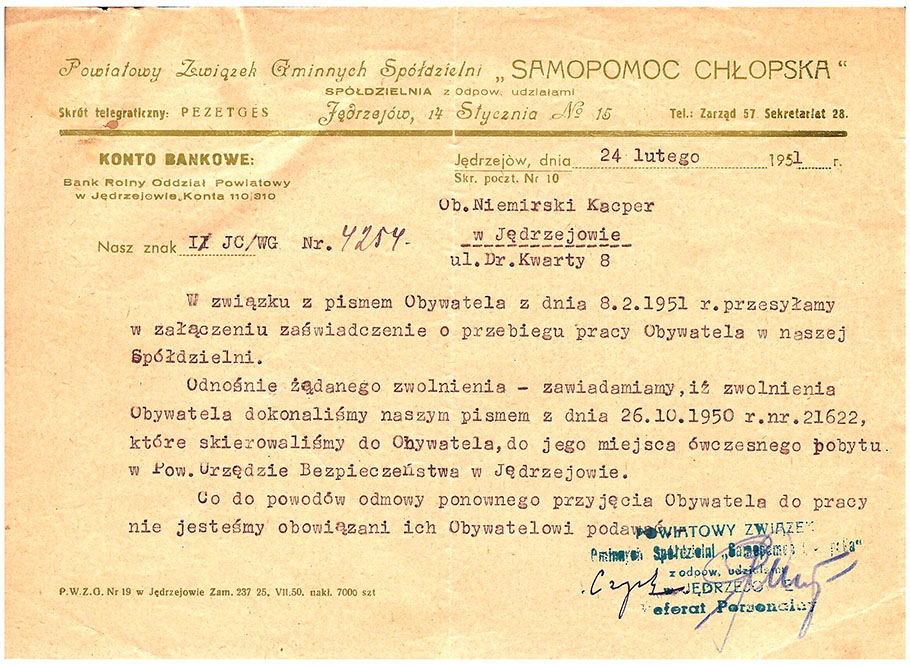 Powiatowy Związek Gminnych Spółdzielni „SAMOPOMOC CHŁOPSKA"
SPÓŁDZIELNIA z Odpow. udziałami
Skrót telegraficzny: PEZETGES Jędrzejów, 14 Stycznia № 15 Tel.: Zarząd 57 Sekretariat 28.
KONTO BANKOWE:
Bank Rolny Oddział Powiatowy
w Jędrzejowie, Konta 110/310
Jędrzejów, dnia 24 lutego 1951 r.
Skr. poczt. Nr 10
Ob.Niemirski Kacper
w Jędrzejowie
ul.Dr.Kwarty 8
Nasz znak II JC/WG Nr. 4254.-
W związku z pismem Obywatela z dnia 8.2.1951 r.przesyłamy
w załączeniu zaświadczenie o przebiegu pracy Obywatela w naszej
Spółdzielni.
Odnośnie żądanego zwolnienia - zawiadamiamy,iż zwolnienia
Obywatela dokonaliśmy naszym pismem z dnia 26.10.1950 r.nr.21622,
które skierowaliśmy do Obywatela,do jego miejsca ówczesnego pobytu.
w Pow.Urzędzie Bezpieczeństwa w Jędrzejowie.
Co do powodów odmowy ponownego przyjęcia Obywatela do pracy
nie jesteśmy obowiązani ich Obywatelowi podawać.-
POWIATOWY ZWIĄZEK
Gminnych Spółdzielni „Samopomoc
z odpow. udziałami
w JĘDRZEJOWIE
Referat Personalny
P.W.Z.G. Nr 19 w Jędrzejowie Zam. 237 25. VII.50. nakł. 7000 szt